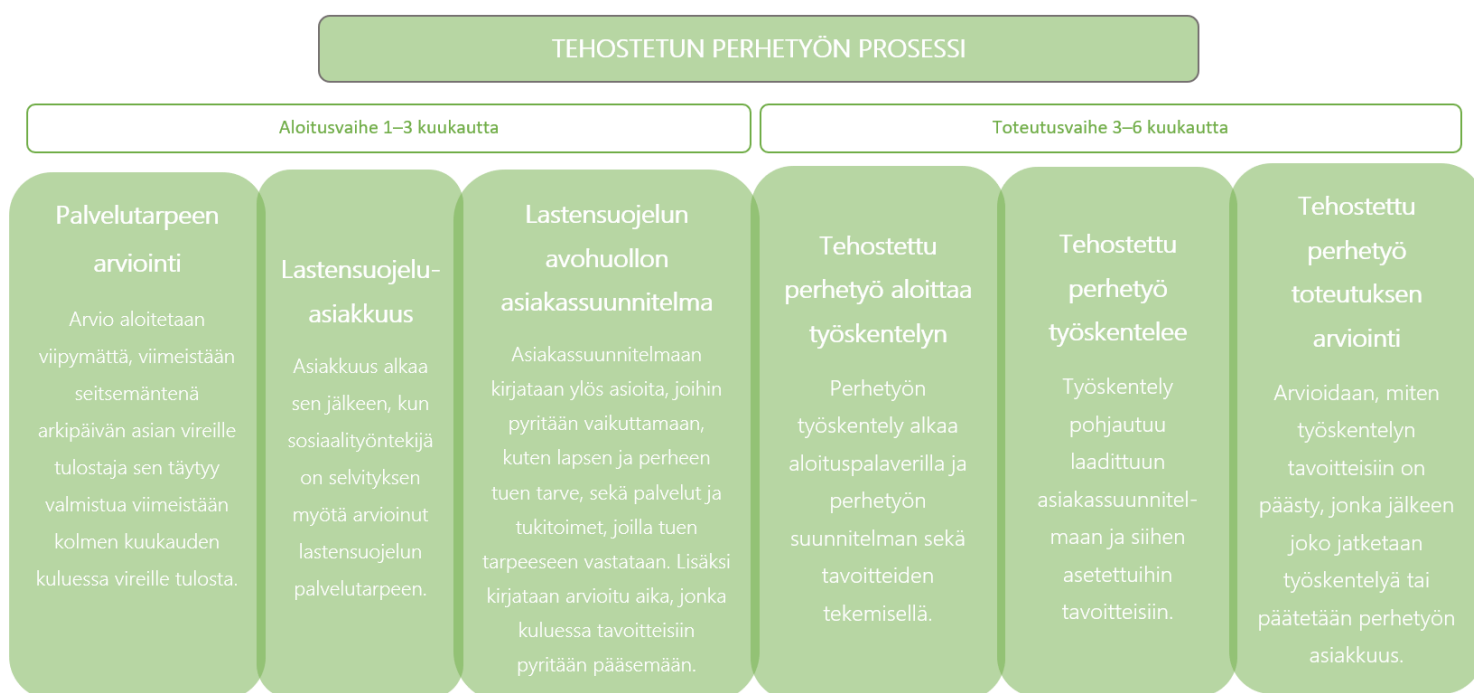 TEHOSTETUN PERHETYÖN PROSESSI
Aloitusvaihe 1–3 kuukautta
Toteutusvaihe 3–6 kuukautta
Palvelutarpeen
arviointi
Arvio aloitetaan
viipymättä, viimeistään
seitsemäntenä
arkipäivän asian vireille
tulostaja sen täytyy
valmistua viimeistään
kolmen kuukauden
kuluessa vireille tulosta.
Lastensuojelu-
asiakkuus
Asiakkuus alkaa
sen jälkeen, kun
sosiaalityöntekijä
on selvityksen
myötä arvioinut
lastensuojelun
palvelutarpeen.
Lastensuojelun
avohuollon
asiakassuunnitelma
Asiakassuunnitelmaan
kirjataan ylös asioita, joihin
pyritään vaikuttamaan,
kuten lapsen ja perheen
tuen tarve, sekä palvelut ja
tukitoimet, joilla tuen
tarpeeseen vastataan. Lisäksi
kirjataan arvioitu aika, jonka
kuluessa tavoitteisiin
pyritään pääsemään.
Tehostettu
perhetyö aloittaa
työskentelyn
Perhetyön
työskentely alkaa
aloituspalaverilla ja
perhetyön
suunnitelman sekä
tavoitteiden
tekemisellä.
Tehostettu
perhetyö
työskentelee
Työskentely
pohjautuu
laadittuun
asiakassuunnitel-
maan ja siihen
asetettuihin
tavoitteisiin.
Tehostettu
perhetyö
toteutuksen
arviointi
Arvioidaan, miten
työskentelyn
tavoitteisiin on
päästy, jonka jälkeen
joko jatketaan
työskentelyä tai
päätetään perhetyön
asiakkuus.